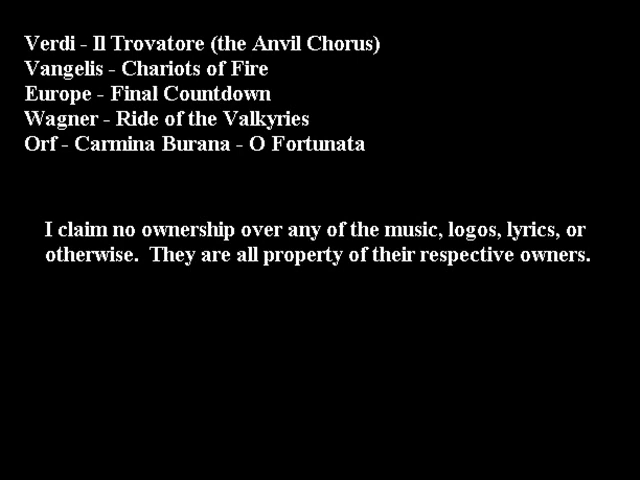 Verdi - Il Trovatore (the Anvil Chorus)
Vangelis - Chariots of Fire
Europe - Final Countdown
Wagner - Ride of the Valkyries
Orf - Carmina Burana - O Fortunata
I claim no ownership over any of the music, logos, lyrics, or
otherwise.  They are all property of their respective owners.